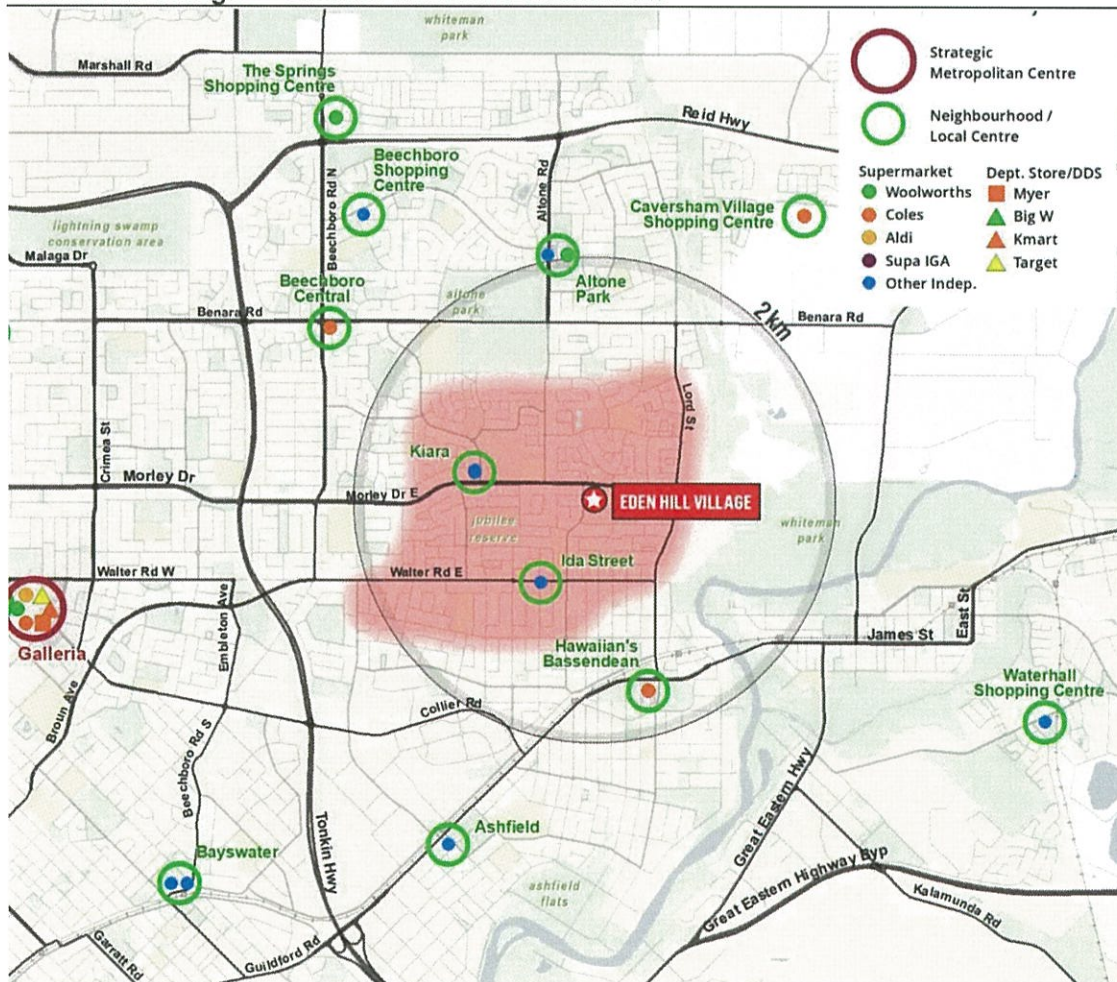 whiteman
park
Marshall Rd
The Springs
Shopping Centre
Reid Hwy
Strategic
Metropolitan Centre
Neighbourhood /
Local Centre
Supermarket
Woolworths
Coles
Aldi
Supa IGA
Other Indep.
Dept. Store/DDS
Myer
Big W
Kmart
Target
Beechboro
Shopping
Centre
Beechboro Rd N
Altone Rd
Caversham Village
Shopping Centre
lightning swamp
conservation area
Malaga Dr
Beechboro
Central
altone
park
Altone
Park
2km
Benara Rd
Benara Rd
Lord St
Crimea St
Kiara
Morley Dr
Morley Dr E
EDEN HILL VILLAGE
jubilee
reserve
whiteman
park
Ida Street
Walter Rd W
Walter Rd E
Embleton Ave
Galleria
East St
James St
Hawaiian's
Bassendean
Waterhall
Shopping Centre
Broun Ave
Collier Rd
Beechboro Rd S
Great Eastern Hwy
Tonkin Hwy
Ashfield
Bayswater
ashfield
flats
Great Eastern Highway Byp
Kalamunda Rd
Garratt Rd
Guildford Rd